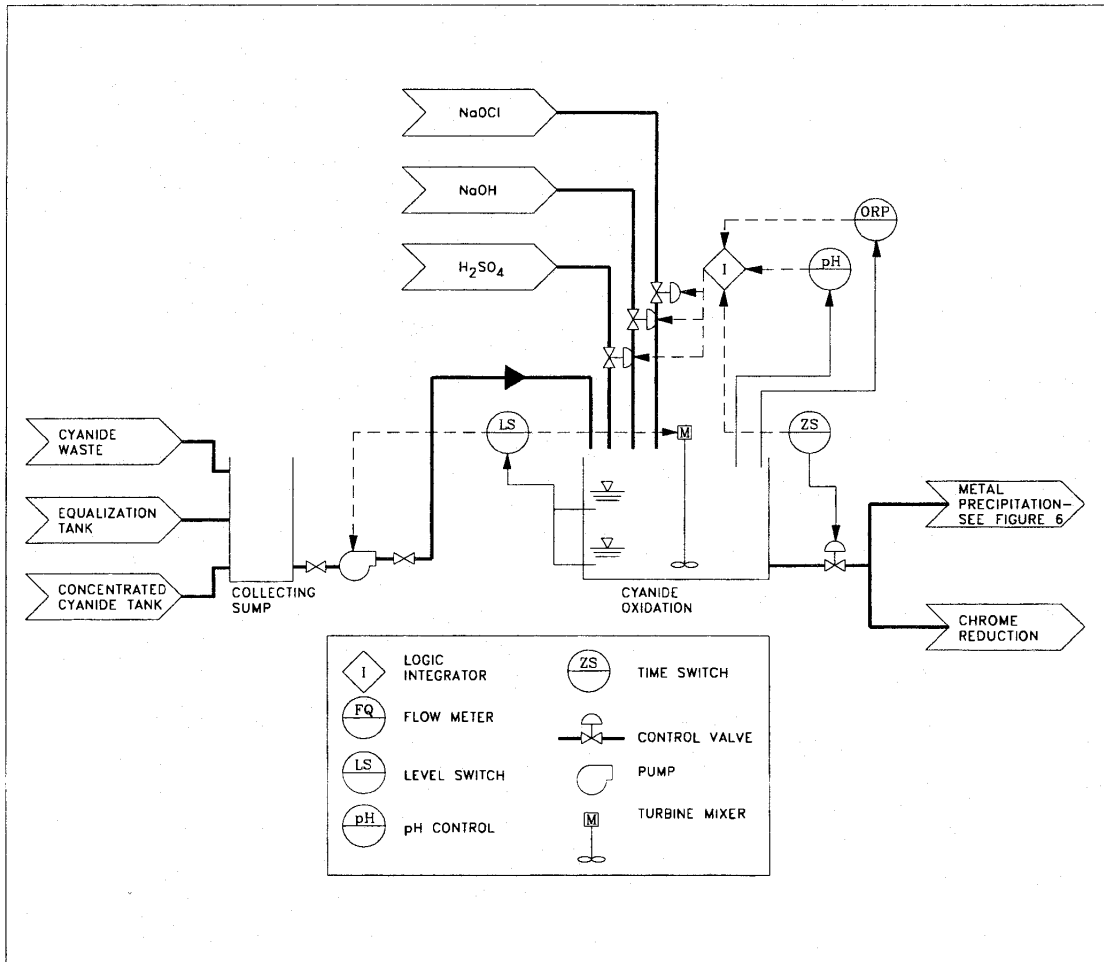 NaOCl
NaOH
H₂SO₄
ORP
I
pH
LS
M
ZS
CYANIDE
WASTE
EQUALIZATION
TANK
CONCENTRATED
CYANIDE TANK
COLLECTING
SUMP
CYANIDE
OXIDATION
METAL
PRECIPITATION—
SEE FIGURE 6
CHROME
REDUCTION
I
LOGIC
INTEGRATOR
FQ
FLOW METER
LS
LEVEL SWITCH
pH
pH CONTROL
ZS
TIME SWITCH
CONTROL VALVE
PUMP
M
TURBINE MIXER